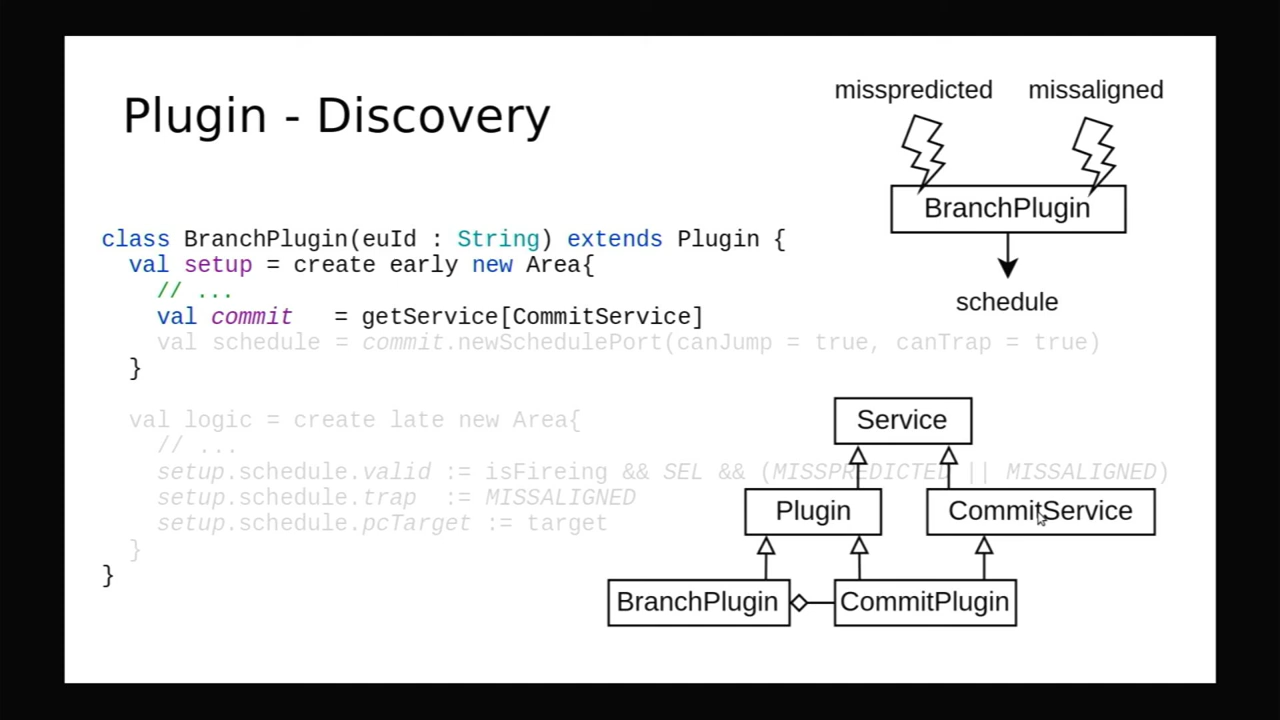 Plugin - Discovery
misspredicted
missaligned
BranchPlugin
schedule
class BranchPlugin(euId : String) extends Plugin {
val setup = create early new Area{
// ...
val commit = getService[CommitService]
val schedule = commit.newSchedulePort(canJump = true, canTrap = true)
}
val logic = create late new Area{
// ...
setup.schedule.valid := isFireing && SEL && (MISSPREDICTED || MISSALIGNED)
setup.schedule.trap := MISSALIGNED
setup.schedule.pcTarget := target
}
}
Service
Plugin
CommitService
BranchPlugin
CommitPlugin